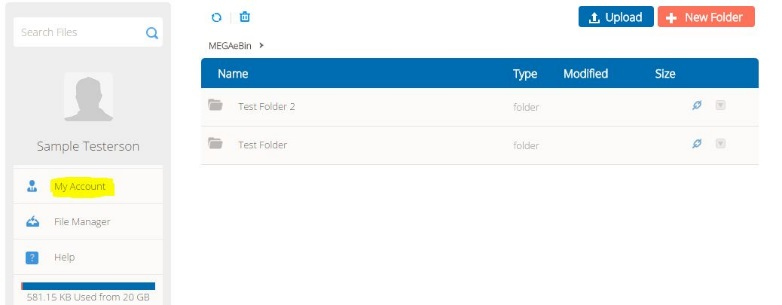 Search Files
Sample Testerson
My Account
File Manager
Help
581.15 KB Used from 20 GB
Upload
New Folder
MEGAeBin
Name Type Modified Size
Test Folder 2 folder
Test Folder folder